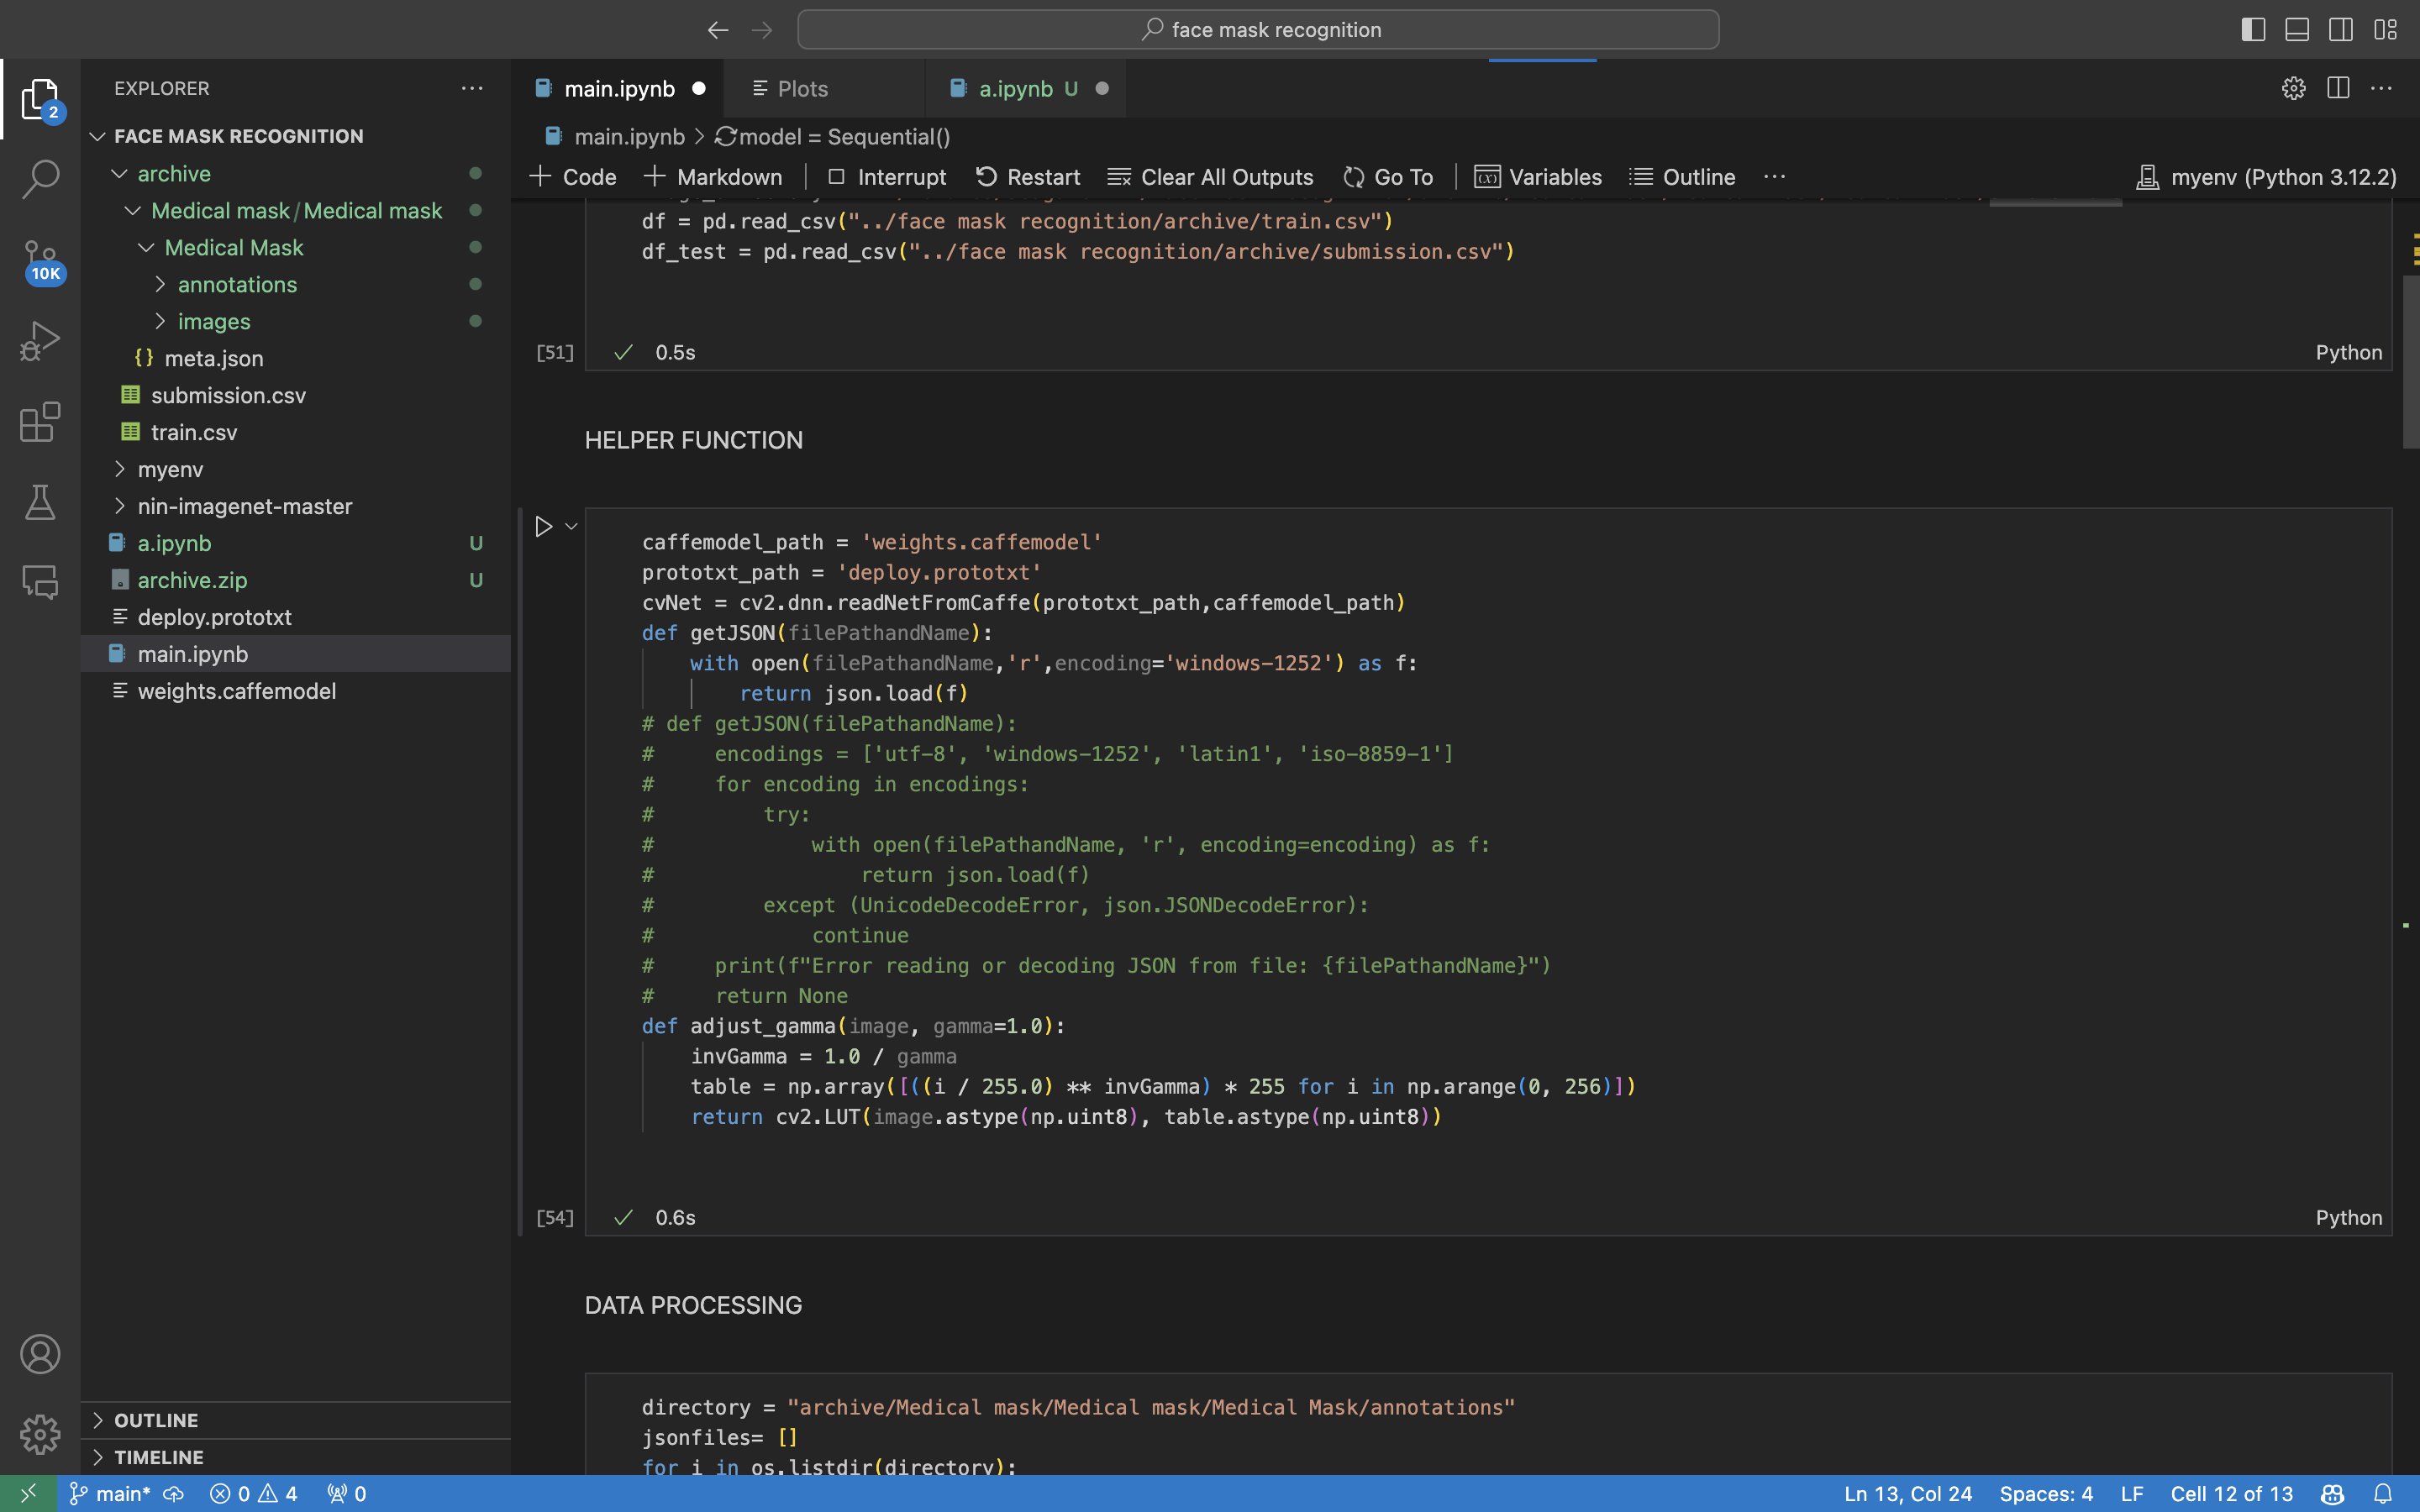 face mask recognition
EXPLORER
main.ipynb
Plots
a.ipynb U
2
FACE MASK RECOGNITION
main.ipynb > model = Sequential()
archive
Code
Markdown
Interrupt
Restart
Clear All Outputs
Go To
Variables
Outline
myenv (Python 3.12.2)
Medical mask/Medical mask
Medical Mask
annotations
images
meta.json
submission.csv
train.csv
myenv
nin-imagenet-master
a.ipynb U
archive.zip U
deploy.prototxt
main.ipynb
weights.caffemodel
10K
df = pd.read_csv("../face mask recognition/archive/train.csv")
df_test = pd.read_csv("../face mask recognition/archive/submission.csv")
[51] 0.5s Python
HELPER FUNCTION
caffemodel_path = 'weights.caffemodel'
prototxt_path = 'deploy.prototxt'
cvNet = cv2.dnn.readNetFromCaffe(prototxt_path,caffemodel_path)
def getJSON(filePathandName):
    with open(filePathandName,'r',encoding='windows-1252') as f:
        return json.load(f)
# def getJSON(filePathandName):
#     encodings = ['utf-8', 'windows-1252', 'latin1', 'iso-8859-1']
#     for encoding in encodings:
#         try:
#             with open(filePathandName, 'r', encoding=encoding) as f:
#                 return json.load(f)
#         except (UnicodeDecodeError, json.JSONDecodeError):
#             continue
#     print(f"Error reading or decoding JSON from file: {filePathandName}")
#     return None
def adjust_gamma(image, gamma=1.0):
    invGamma = 1.0 / gamma
    table = np.array([((i / 255.0) ** invGamma) * 255 for i in np.arange(0, 256)])
    return cv2.LUT(image.astype(np.uint8), table.astype(np.uint8))
[54] 0.6s Python
DATA PROCESSING
directory = "archive/Medical mask/Medical mask/Medical Mask/annotations"
jsonfiles= []
for i in os.listdir(directory):
OUTLINE
TIMELINE
main* 0 4 0
Ln 13, Col 24 Spaces: 4 LF Cell 12 of 13